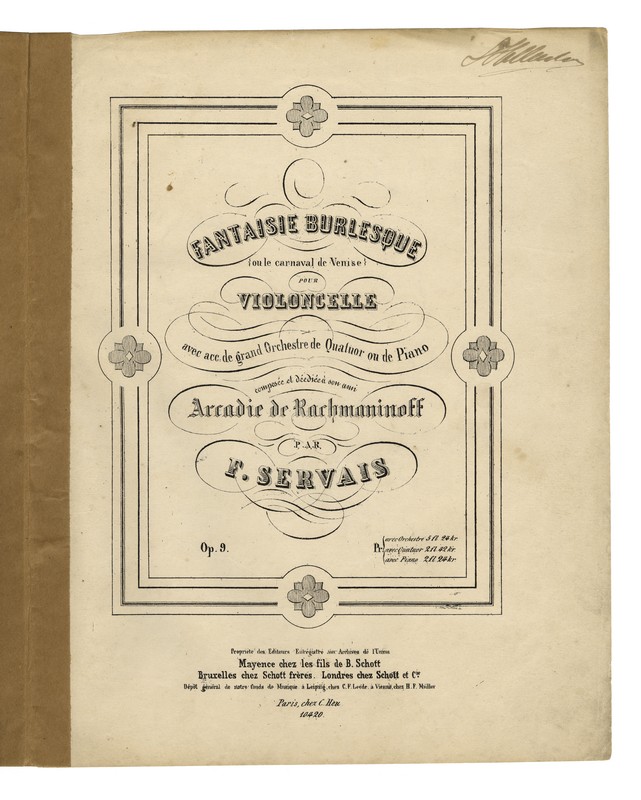 FANTAISIE BURLESQUE
(ou le carnaval de Venise)
POUR
VIOLONCELLE
avec acc. de grand Orchestre de Quatuor ou de Piano
composée et dédiée à son ami
Arcadie de Rachmaninoff
PAR
F. SERVAIS
Op. 9.
Pr. avec Orchestre 5 fl. 24 kr.
avec Quatuor 2 fl. 42 kr.
avec Piano 2 fl. 24 kr.
Propriété des Editeurs Enrégistré aux Archives de l'Union
Mayence chez les fils de B. Schott
Bruxelles chez Schott frères. Londres chez Schott et Cie
Dépôt général de notre fonds de Musique à Leipzig, chez C. F. Leede, à Vienne, chez H. F. Müller
Paris, chez C. Heu
10420.